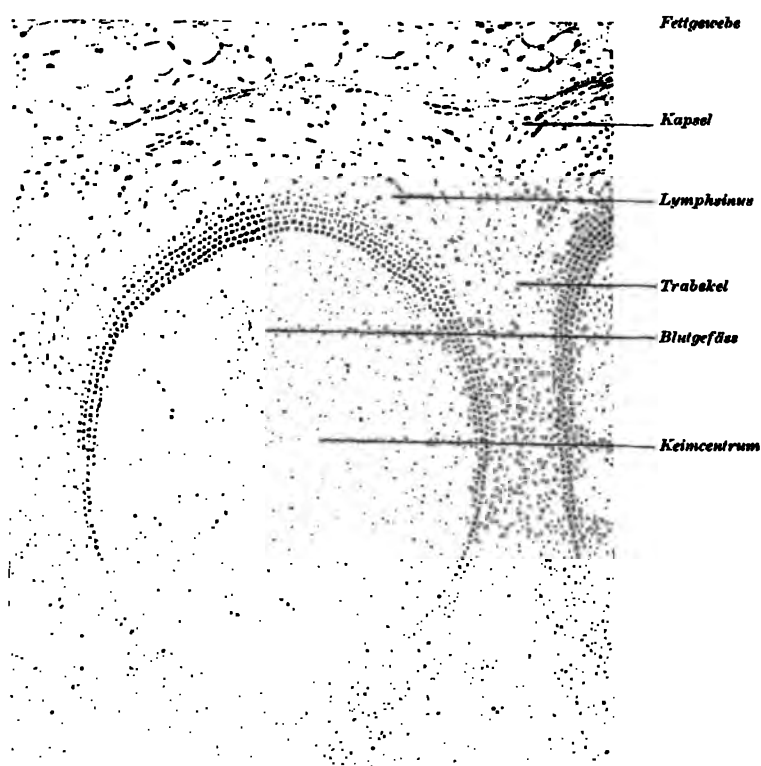 Fettgewebe
Kapsel
Lymphsinus
Trabekel
Blutgefäss
Keimcentrum